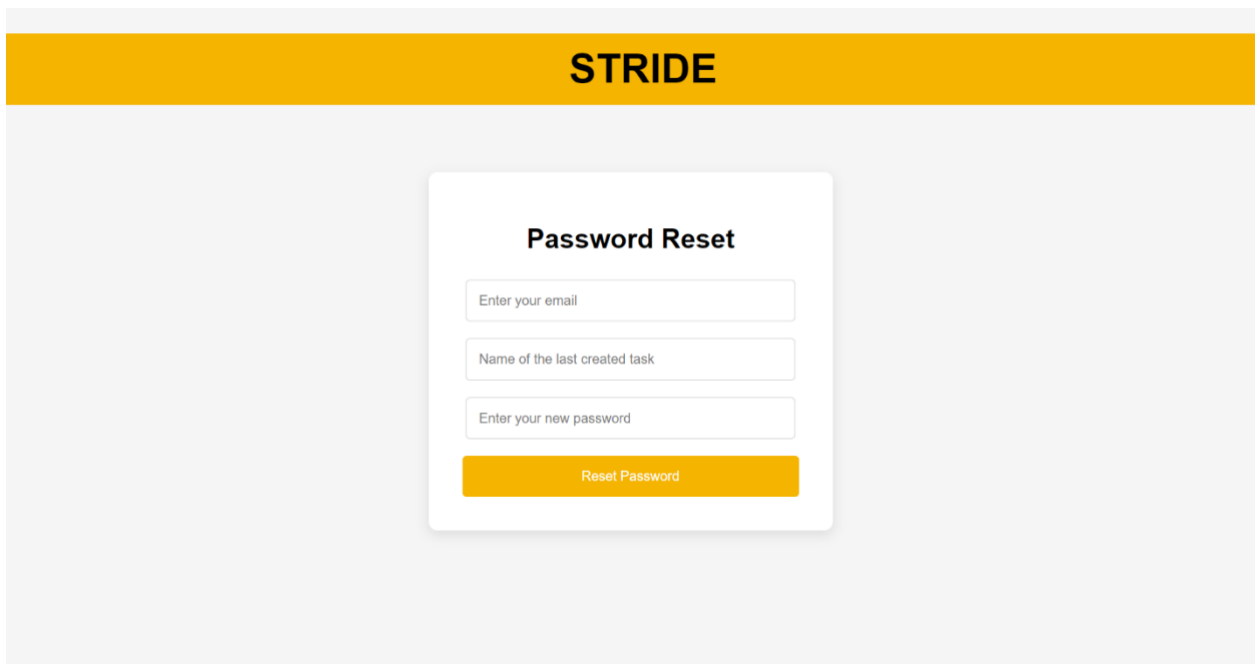 STRIDE
Password Reset
Enter your email
Name of the last created task
Enter your new password
Reset Password